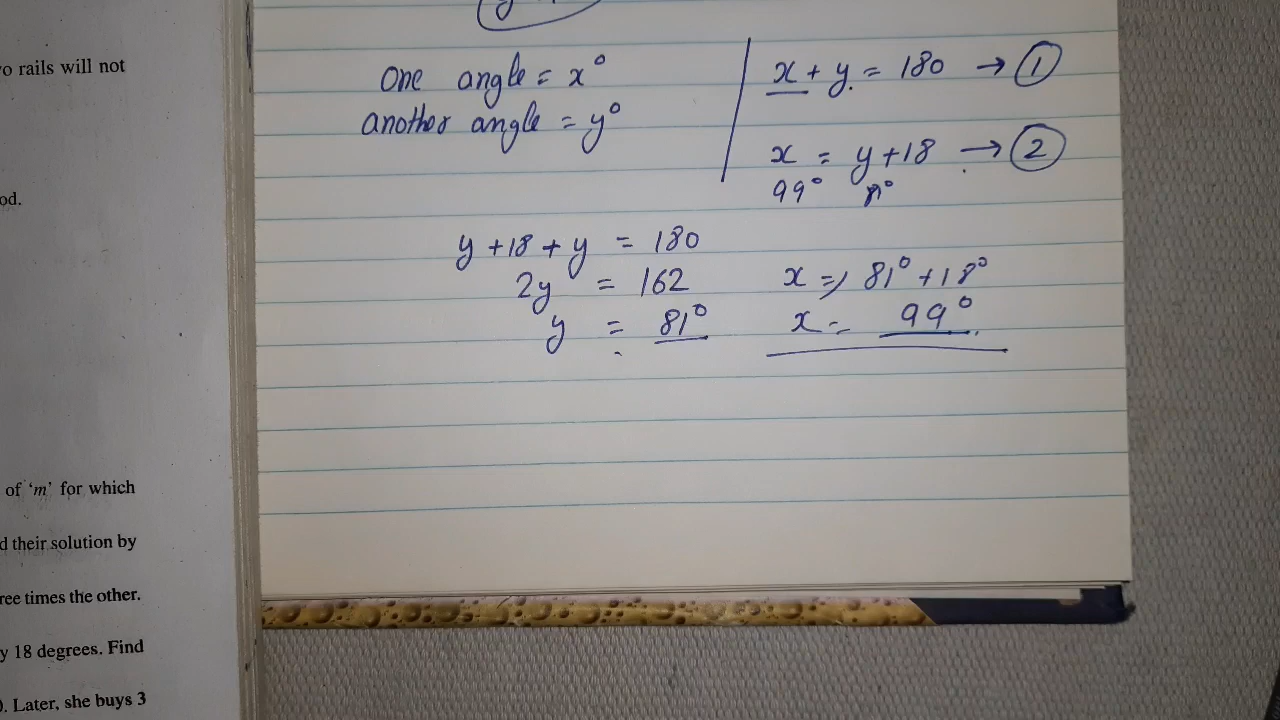 o rails will not
od.
of 'm' for which
d their solution by
ree times the other.
y 18 degrees. Find
). Later, she buys 3
y
One angle = x°
another angle = y°
x + y = 180 → ①
x = y + 18 → ②
99° 81°
y + 18 + y = 180
2y = 162
y = 81°
x =) 81° + 18°
x = 99°